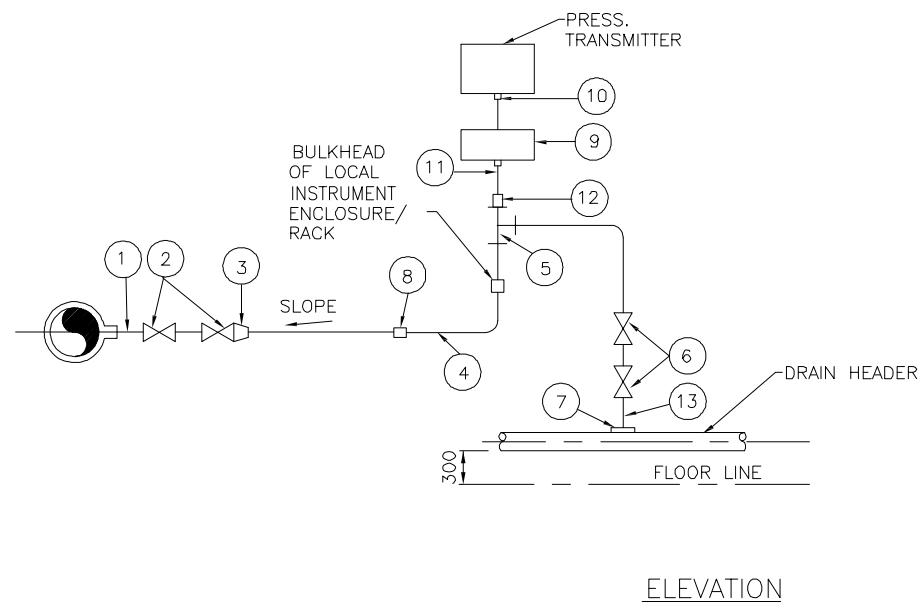 PRESS.
TRANSMITTER
10
9
BULKHEAD
OF LOCAL
INSTRUMENT
ENCLOSURE/
RACK
11
12
5
1
2
3
8
SLOPE
4
6
DRAIN HEADER
7
13
300
FLOOR LINE
ELEVATION